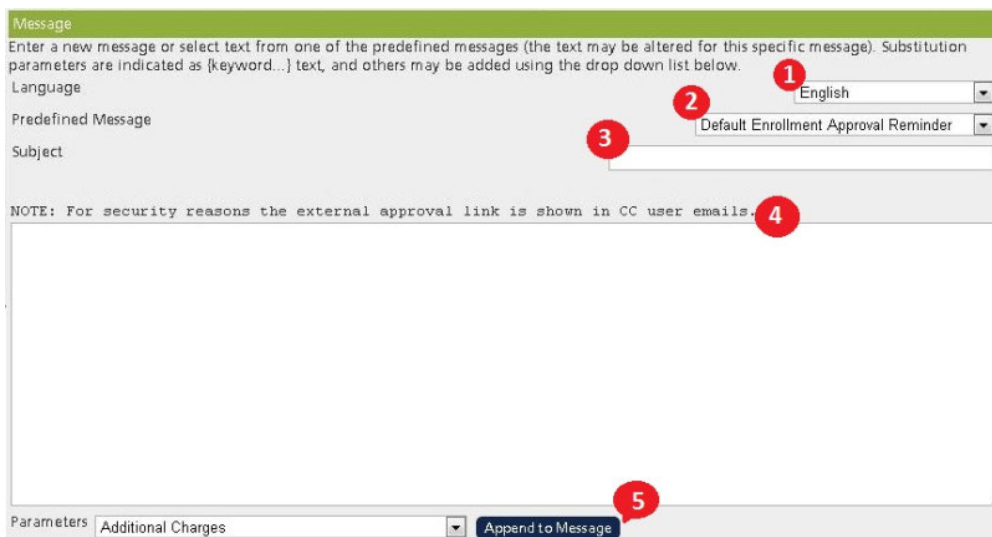 Message
Enter a new message or select text from one of the predefined messages (the text may be altered for this specific message). Substitution
parameters are indicated as {keyword...} text, and others may be added using the drop down list below.
Language
1
English
Predefined Message
2
Default Enrollment Approval Reminder
Subject
3
NOTE: For security reasons the external approval link is shown in CC user emails.
4
5
Parameters Additional Charges Append to Message